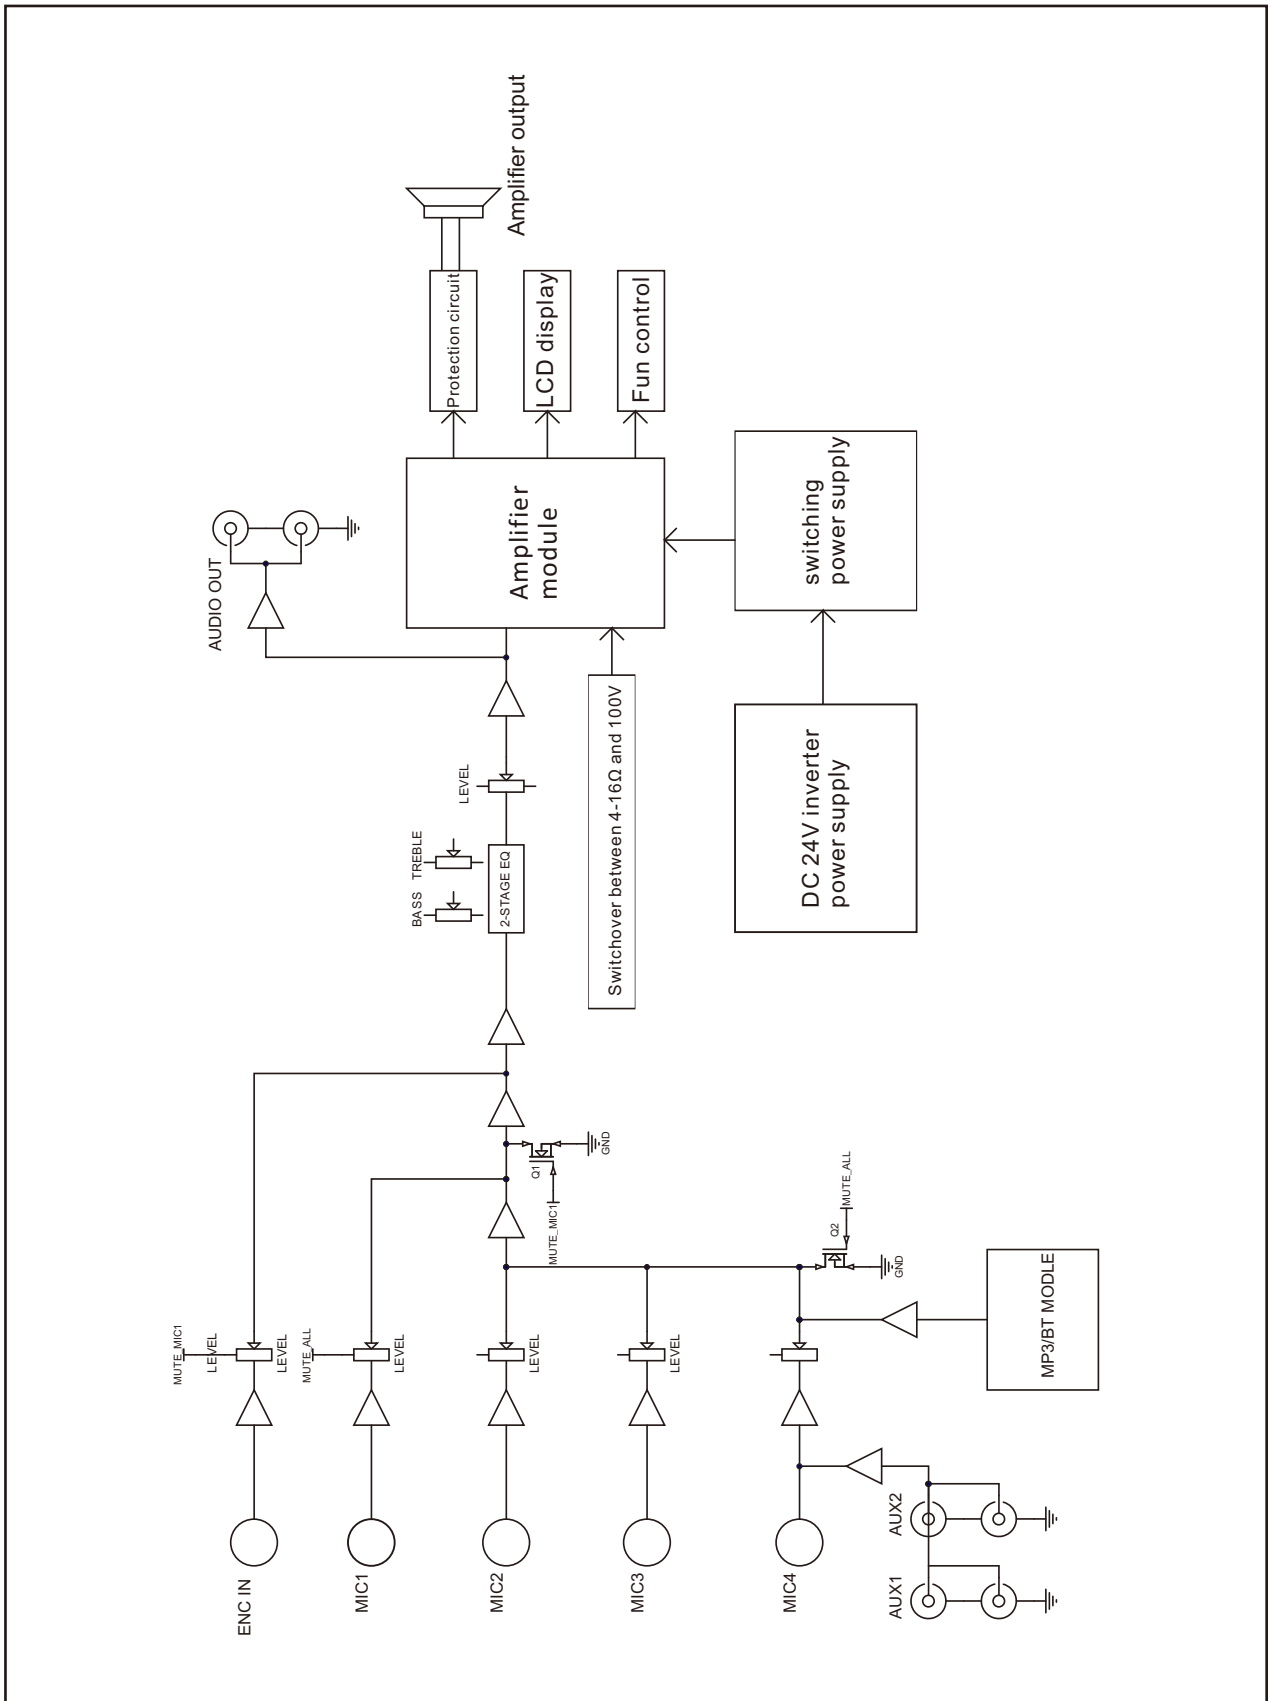 ENC IN
MIC1
MIC2
MIC3
MIC4
AUX1
AUX2
MP3/BT MODLE
MUTE_MIC1
LEVEL
LEVEL
MUTE_ALL
LEVEL
LEVEL
LEVEL
Q1
MUTE_MIC1
GND
Q2
MUTE_ALL
GND
BASS
TREBLE
2-STAGE EQ
LEVEL
AUDIO OUT
Switchover between 4-16Ω and 100V
Amplifier
module
DC 24V inverter
power supply
switching
power supply
Protection circuit
LCD display
Fun control
Amplifier output